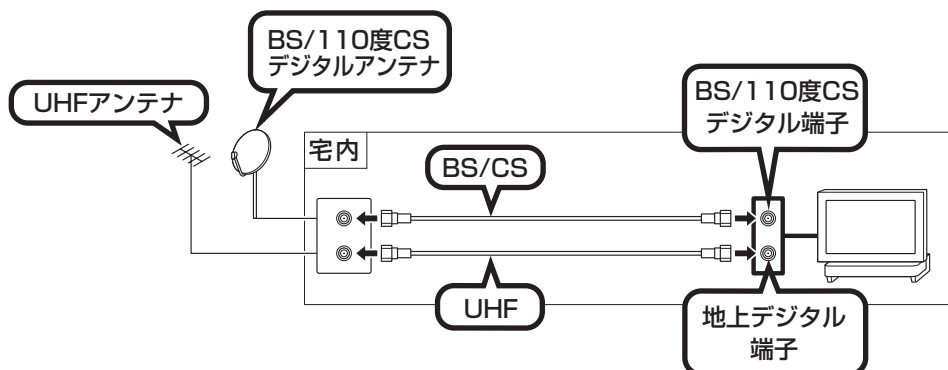 BS/110度CS
デジタルアンテナ
UHFアンテナ
BS/110度CS
デジタル端子
宅内
BS/CS
UHF
地上デジタル
端子